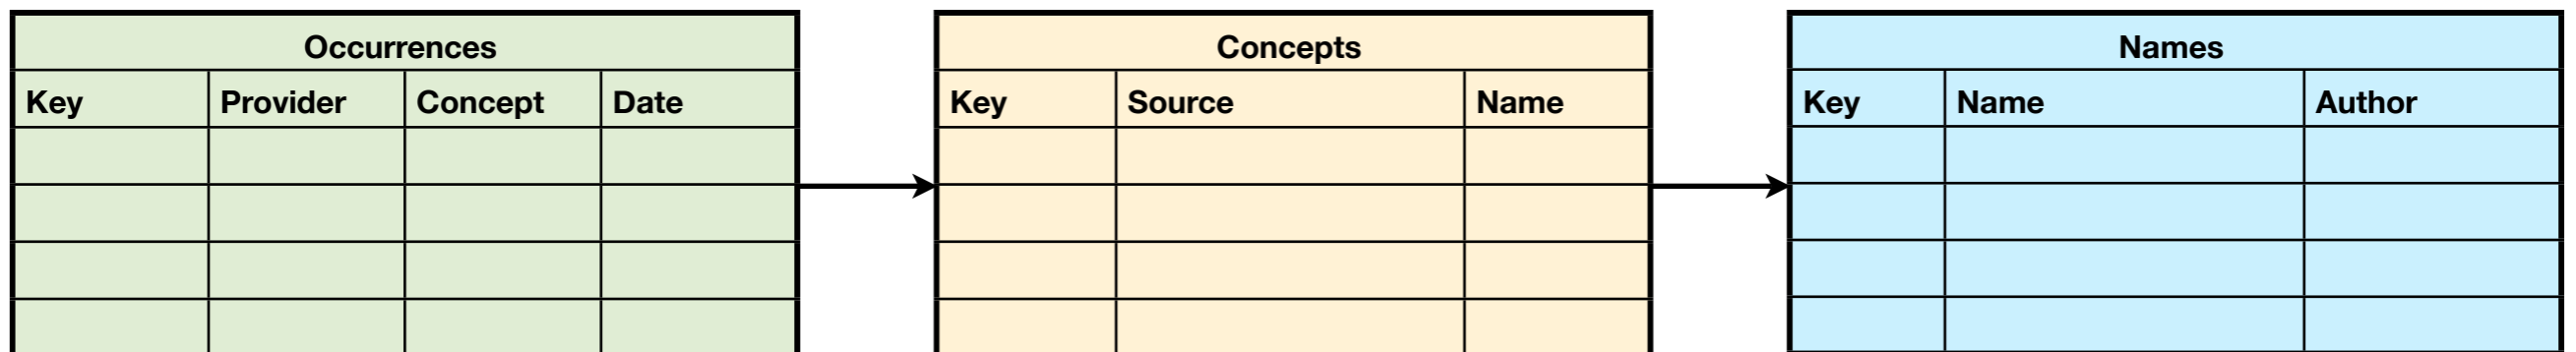 Occurrences
Key Provider Concept Date
Concepts
Key Source Name
Names
Key Name Author